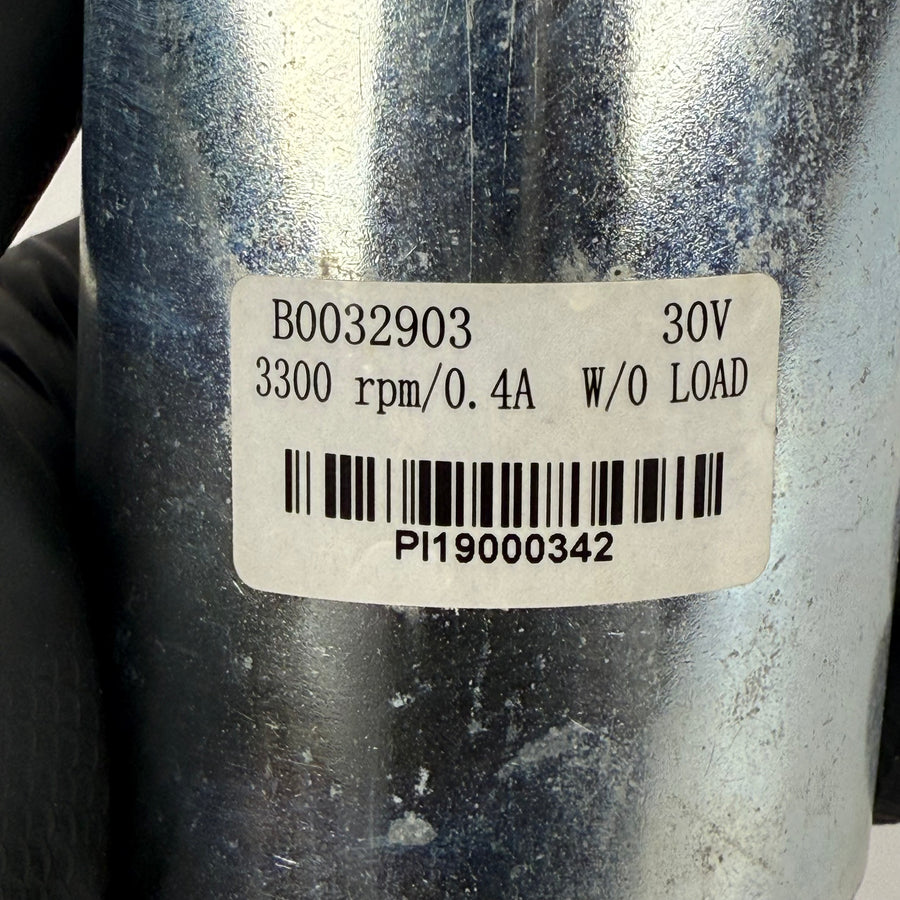 B0032903 30V
3300 rpm/0.4A W/O LOAD
PI19000342